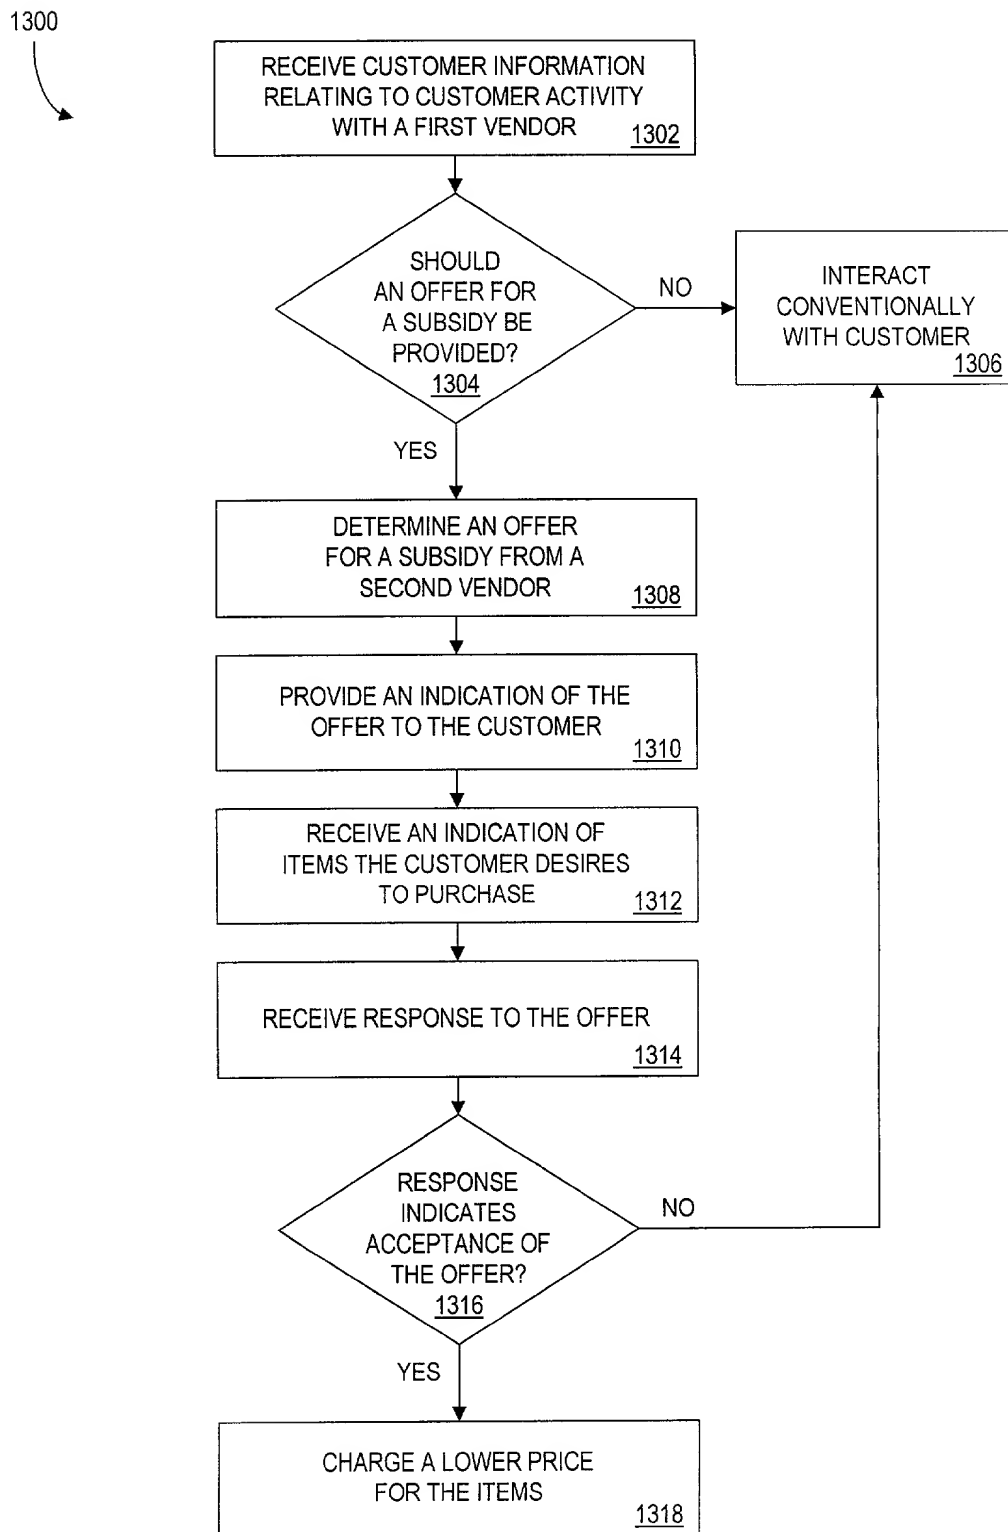 1300
RECEIVE CUSTOMER INFORMATION
RELATING TO CUSTOMER ACTIVITY
WITH A FIRST VENDOR
1302
SHOULD
AN OFFER FOR
A SUBSIDY BE
PROVIDED?
1304
NO
INTERACT
CONVENTIONALLY
WITH CUSTOMER
1306
YES
DETERMINE AN OFFER
FOR A SUBSIDY FROM A
SECOND VENDOR
1308
PROVIDE AN INDICATION OF THE
OFFER TO THE CUSTOMER
1310
RECEIVE AN INDICATION OF
ITEMS THE CUSTOMER DESIRES
TO PURCHASE
1312
RECEIVE RESPONSE TO THE OFFER
1314
RESPONSE
INDICATES
ACCEPTANCE OF
THE OFFER?
1316
NO
YES
CHARGE A LOWER PRICE
FOR THE ITEMS
1318